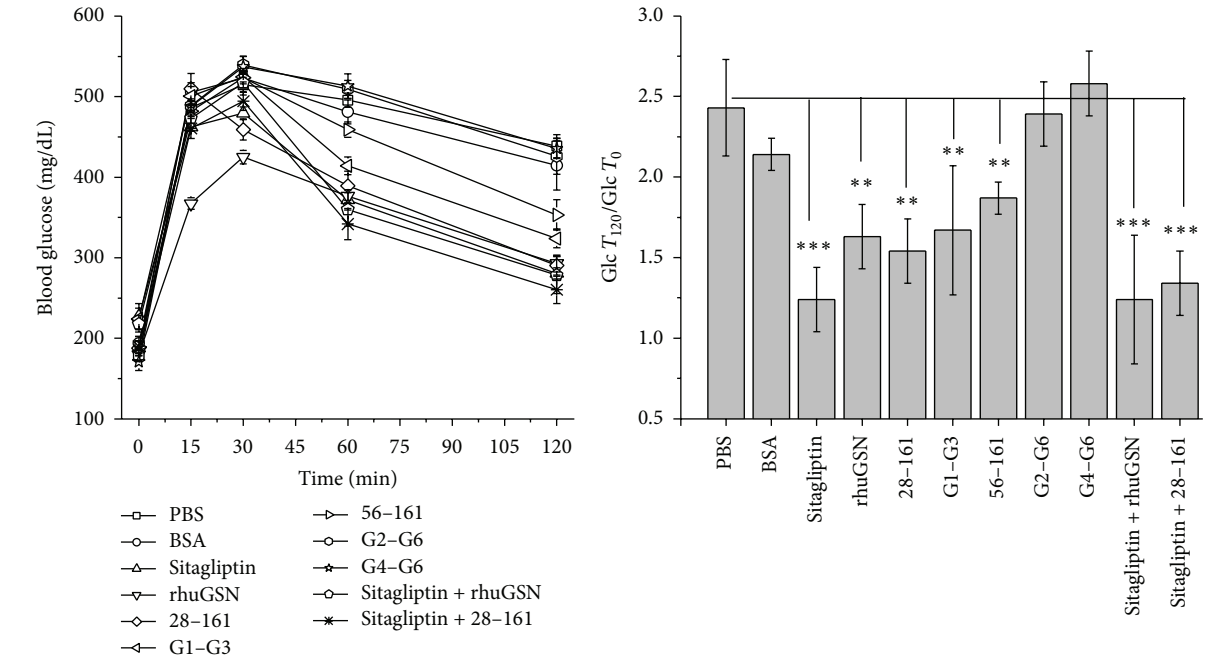 600
500
400
300
200
100
Blood glucose (mg/dL)
0 15 30 45 60 75 90 105 120
Time (min)
PBS
BSA
Sitagliptin
rhuGSN
28–161
G1–G3
56–161
G2–G6
G4–G6
Sitagliptin + rhuGSN
Sitagliptin + 28–161
3.0
2.5
2.0
1.5
1.0
0.5
Glc T120/Glc T0
***
**
**
**
**
***
***
PBS
BSA
Sitagliptin
rhuGSN
28–161
G1–G3
56–161
G2–G6
G4–G6
Sitagliptin + rhuGSN
Sitagliptin + 28–161